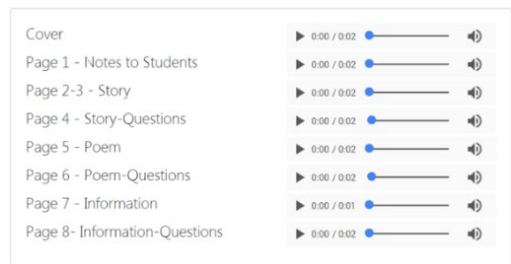 Cover 0:00 / 0:02
Page 1 - Notes to Students 0:00 / 0:02
Page 2-3 - Story 0:00 / 0:02
Page 4 - Story-Questions 0:00 / 0:02
Page 5 - Poem 0:00 / 0:02
Page 6 - Poem-Questions 0:00 / 0:02
Page 7 - Information 0:00 / 0:01
Page 8- Information-Questions 0:00 / 0:02